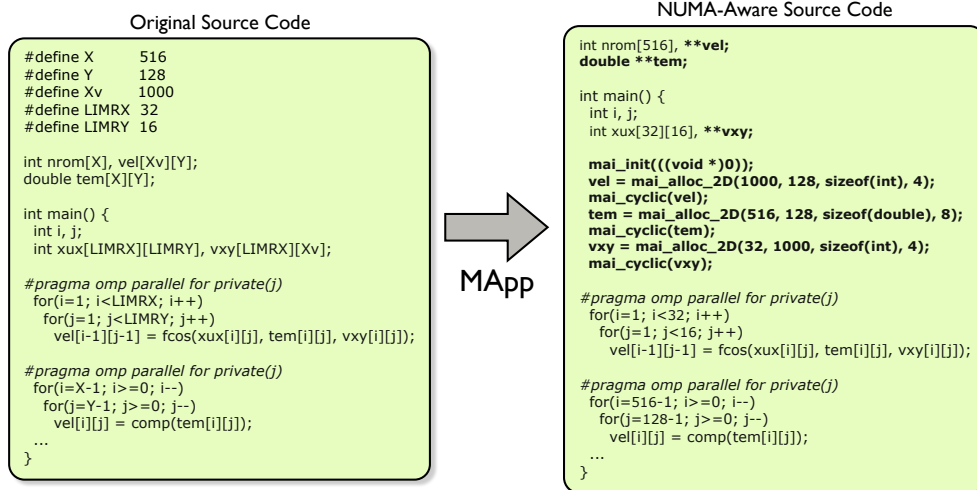 Original Source Code
#define X 516
#define Y 128
#define Xv 1000
#define LIMRX 32
#define LIMRY 16
int nrom[X], vel[Xv][Y];
double tem[X][Y];
int main() {
int i, j;
int xux[LIMRX][LIMRY], vxy[LIMRX][Xv];
#pragma omp parallel for private(j)
for(i=1; i<LIMRX; i++)
for(j=1; j<LIMRY; j++)
vel[i-1][j-1] = fcos(xux[i][j], tem[i][j], vxy[i][j]);
#pragma omp parallel for private(j)
for(i=X-1; i>=0; i--)
for(j=Y-1; j>=0; j--)
vel[i][j] = comp(tem[i][j]);
...
}
MApp
NUMA-Aware Source Code
int nrom[516], **vel;
double **tem;
int main() {
int i, j;
int xux[32][16], **vxy;
mai_init(((void *)0));
vel = mai_alloc_2D(1000, 128, sizeof(int), 4);
mai_cyclic(vel);
tem = mai_alloc_2D(516, 128, sizeof(double), 8);
mai_cyclic(tem);
vxy = mai_alloc_2D(32, 1000, sizeof(int), 4);
mai_cyclic(vxy);
#pragma omp parallel for private(j)
for(i=1; i<32; i++)
for(j=1; j<16; j++)
vel[i-1][j-1] = fcos(xux[i][j], tem[i][j], vxy[i][j]);
#pragma omp parallel for private(j)
for(i=516-1; i>=0; i--)
for(j=128-1; j>=0; j--)
vel[i][j] = comp(tem[i][j]);
...
}